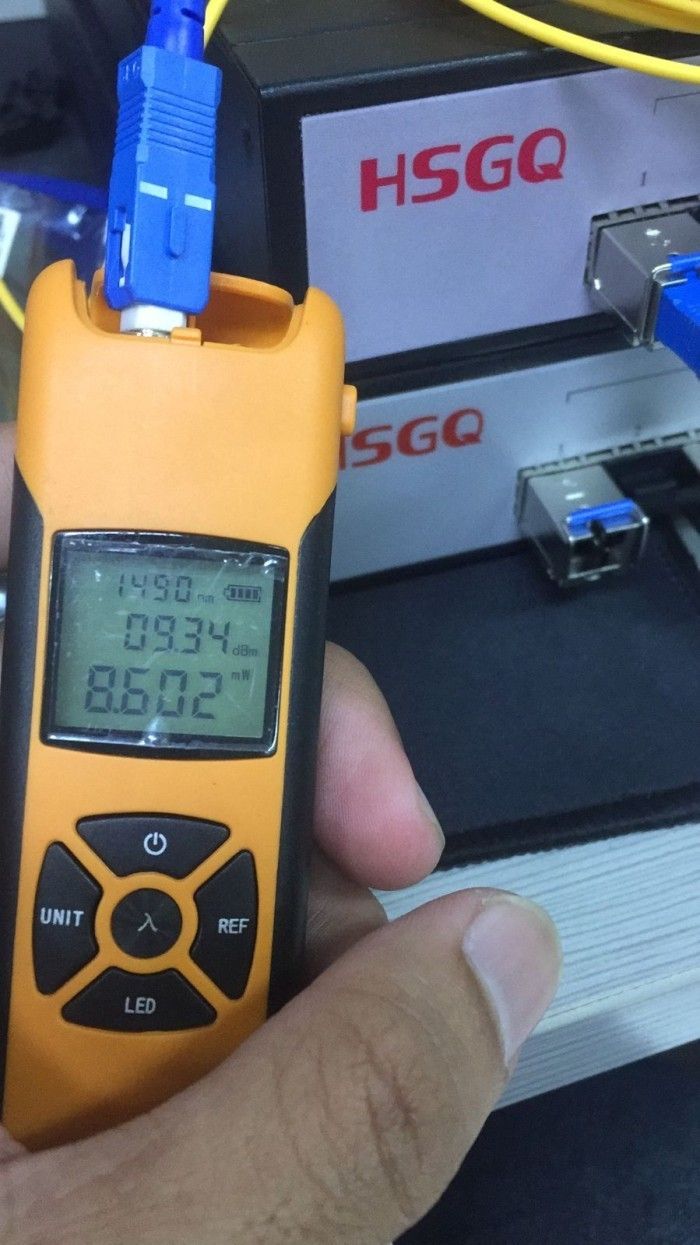 HSGQ
HSGQ
1490 nm
09.34 dBm
8.602 mW
UNIT
λ
REF
LED